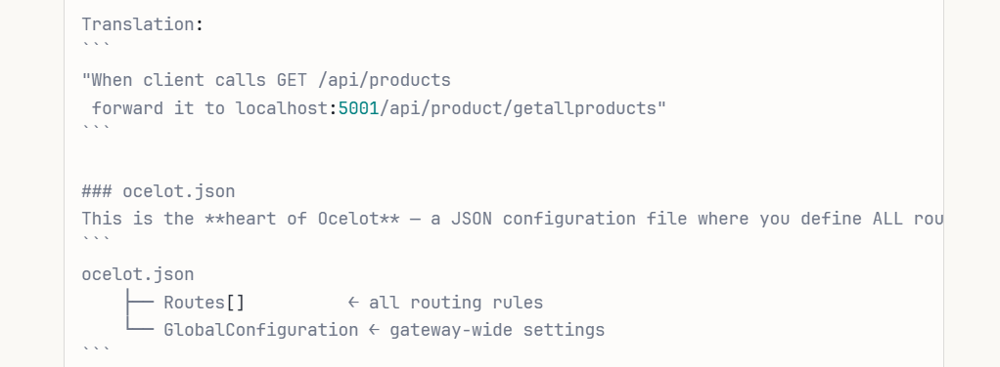 Translation:
```
"When client calls GET /api/products
 forward it to localhost:5001/api/product/getallproducts"
```
### ocelot.json
This is the **heart of Ocelot** — a JSON configuration file where you define ALL rou
```
ocelot.json
    ├── Routes[]          ← all routing rules
    └── GlobalConfiguration ← gateway-wide settings
```